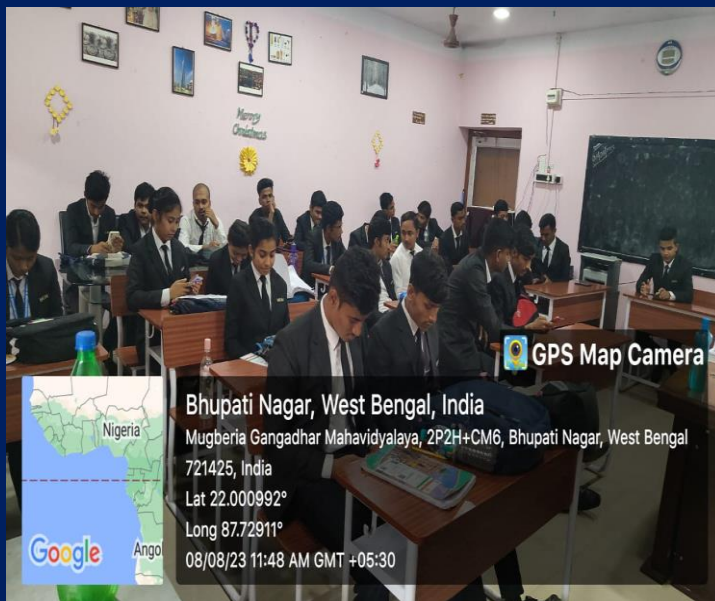 Merry
Christmas
GPS Map Camera
Nigeria
Angol
Google
Bhupati Nagar, West Bengal, India
Mugberia Gangadhar Mahavidyalaya, 2P2H+CM6, Bhupati Nagar, West Bengal
721425, India
Lat 22.000992°
Long 87.72911°
08/08/23 11:48 AM GMT +05:30